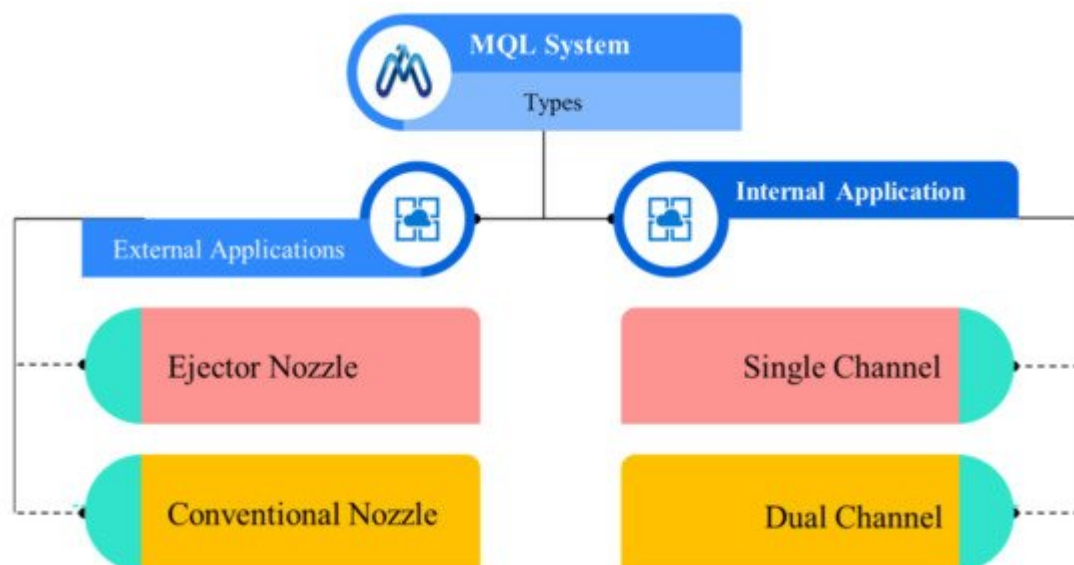 MQL System
Types
External Applications
Internal Application
Ejector Nozzle
Single Channel
Conventional Nozzle
Dual Channel